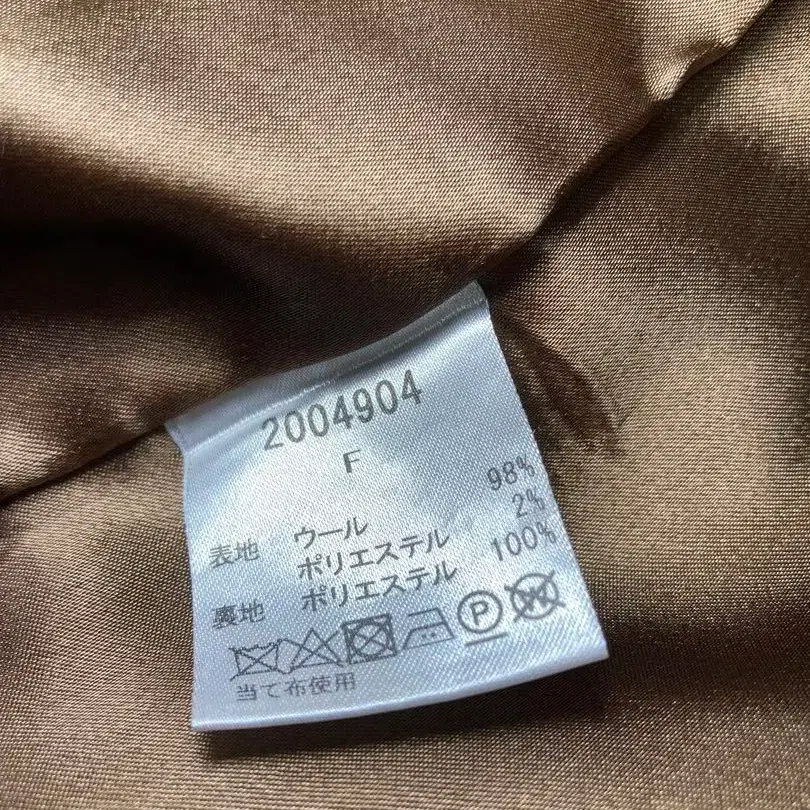 2004904
F
表地 ウール 98%
ポリエステル 2%
裏地 ポリエステル 100%
P W
当て布使用